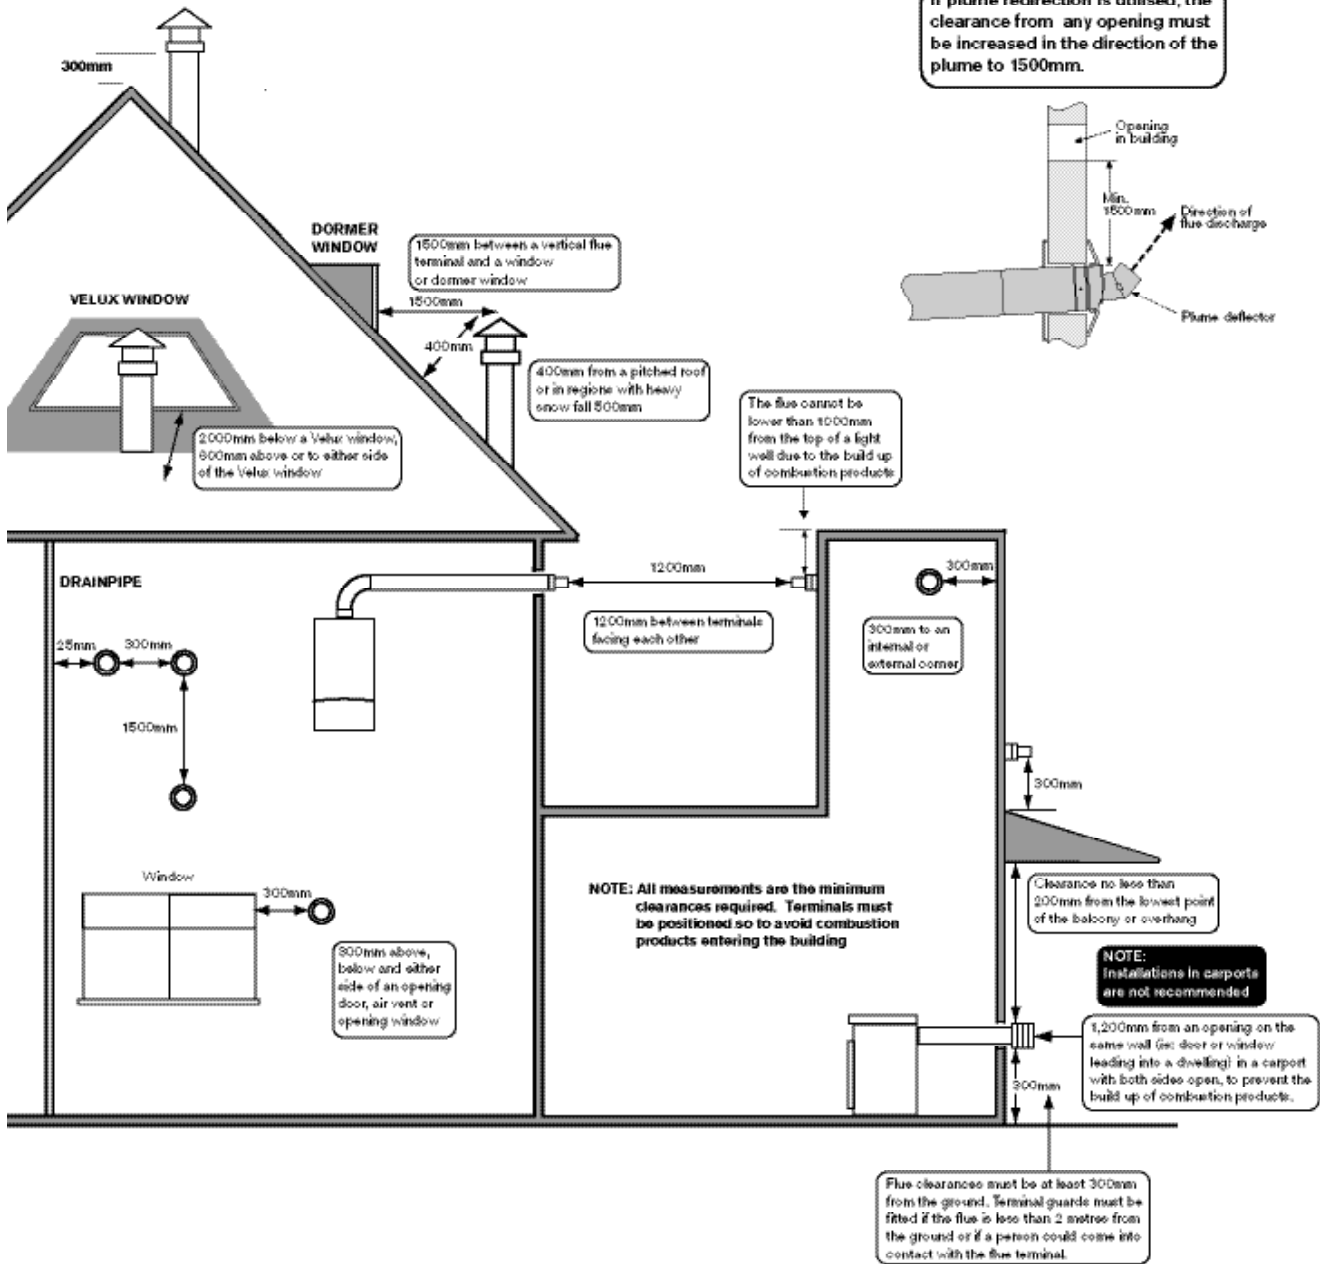 If plume redirection is utilised, the
clearance from any opening must
be increased in the direction of the
plume to 1500mm.
300mm
Opening
in building
Min.
1500mm
Direction of
flue discharge
Plume deflector
DORMER
WINDOW
1500mm between a vertical flue
terminal and a window
or dormer window
1500mm
400mm
VELUX WINDOW
400mm from a pitched roof
or in regions with heavy
snow fall 500mm
2000mm below a Velux window,
600mm above or to either side
of the Velux window
The flue cannot be
lower than 1000mm
from the top of a light
well due to the build up
of combustion products
DRAINPIPE
1200mm
300mm
1200mm between terminals
facing each other
300mm to an
internal or
external corner
25mm
300mm
1500mm
300mm
Window
300mm
300mm above,
below and either
side of an opening
door, air vent or
opening window
NOTE: All measurements are the minimum
clearances required. Terminals must
be positioned so to avoid combustion
products entering the building
Clearance no less than
200mm from the lowest point
of the balcony or overhang
NOTE:
Installations in carports
are not recommended
1,200mm from an opening on the
same wall (ie: door or window
leading into a dwelling) in a carport
with both sides open, to prevent the
build up of combustion products.
300mm
Flue clearances must be at least 300mm
from the ground. Terminal guards must be
fitted if the flue is less than 2 metres from
the ground or if a person could come into
contact with the flue terminal.